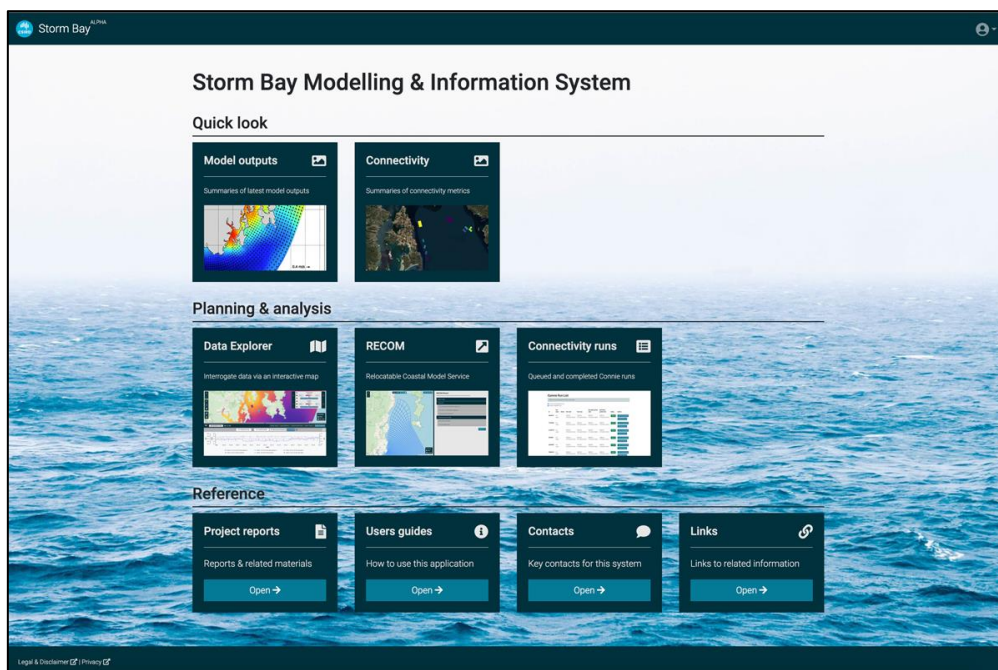 Storm Bay ALPHA
Storm Bay Modelling & Information System
Quick look
Model outputs
Summaries of latest model outputs
Connectivity
Summaries of connectivity metrics
Planning & analysis
Data Explorer
Interrogate data via an interactive map
RECOM
Relocatable Coastal Model Service
Connectivity runs
Queued and completed Connie runs
Reference
Project reports
Reports & related materials
Open
Users guides
How to use this application
Open
Contacts
Key contacts for this system
Open
Links
Links to related information
Open
Legal & Disclaimer | Privacy